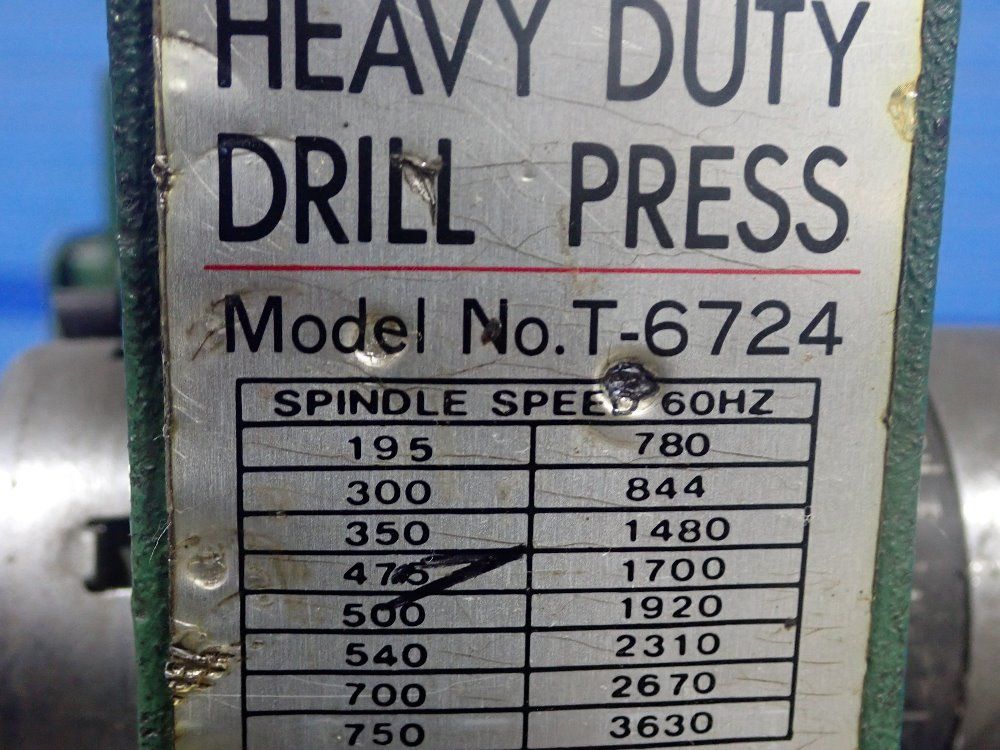 HEAVY DUTY
DRILL PRESS
Model No.T-6724
SPINDLE SPEED 60HZ
195 780
300 844
350 1480
475 1700
500 1920
540 2310
700 2670
750 3630